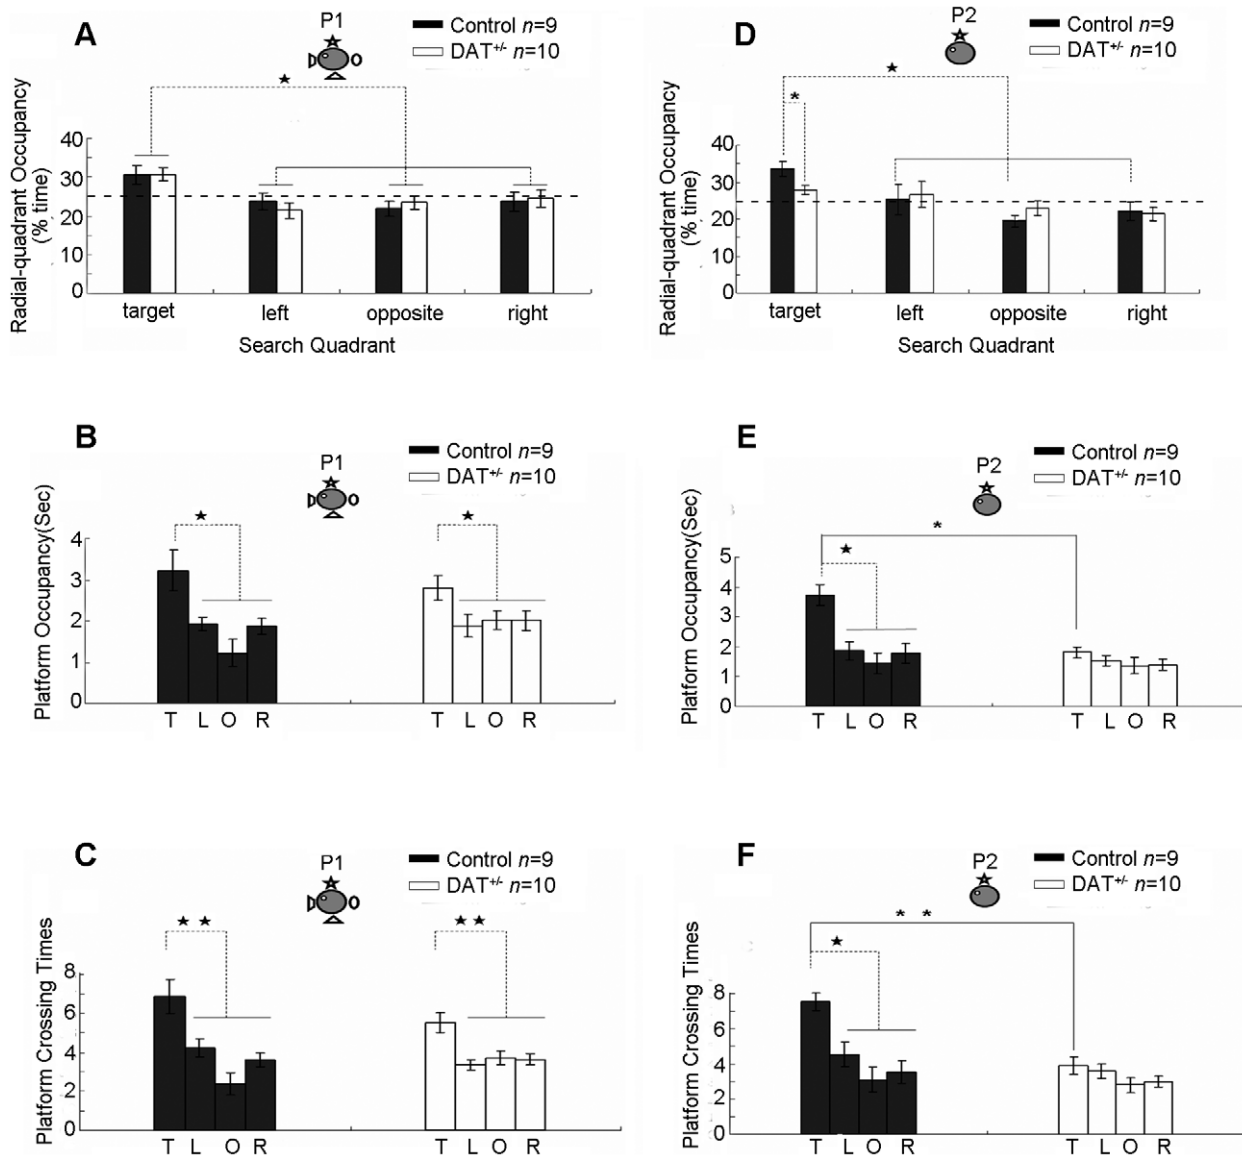 A
P1
Control n=9
DAT+/- n=10
Radial-quadrant Occupancy
(% time)
40
30
20
10
0
target left opposite right
Search Quadrant
D
P2
Control n=9
DAT+/- n=10
Radial-quadrant Occupancy
(% time)
*
40
30
20
10
0
target left opposite right
Search Quadrant
B
P1
Control n=9
DAT+/- n=10
Platform Occupancy(Sec)
4
3
2
1
0
T L O R T L O R
E
P2
Control n=9
DAT+/- n=10
Platform Occupancy(Sec)
*
5
4
3
2
1
0
T L O R T L O R
C
P1
Control n=9
DAT+/- n=10
Platform Crossing Times
8
6
4
2
0
T L O R T L O R
F
P2
Control n=9
DAT+/- n=10
Platform Crossing Times
* *
8
6
4
2
0
T L O R T L O R